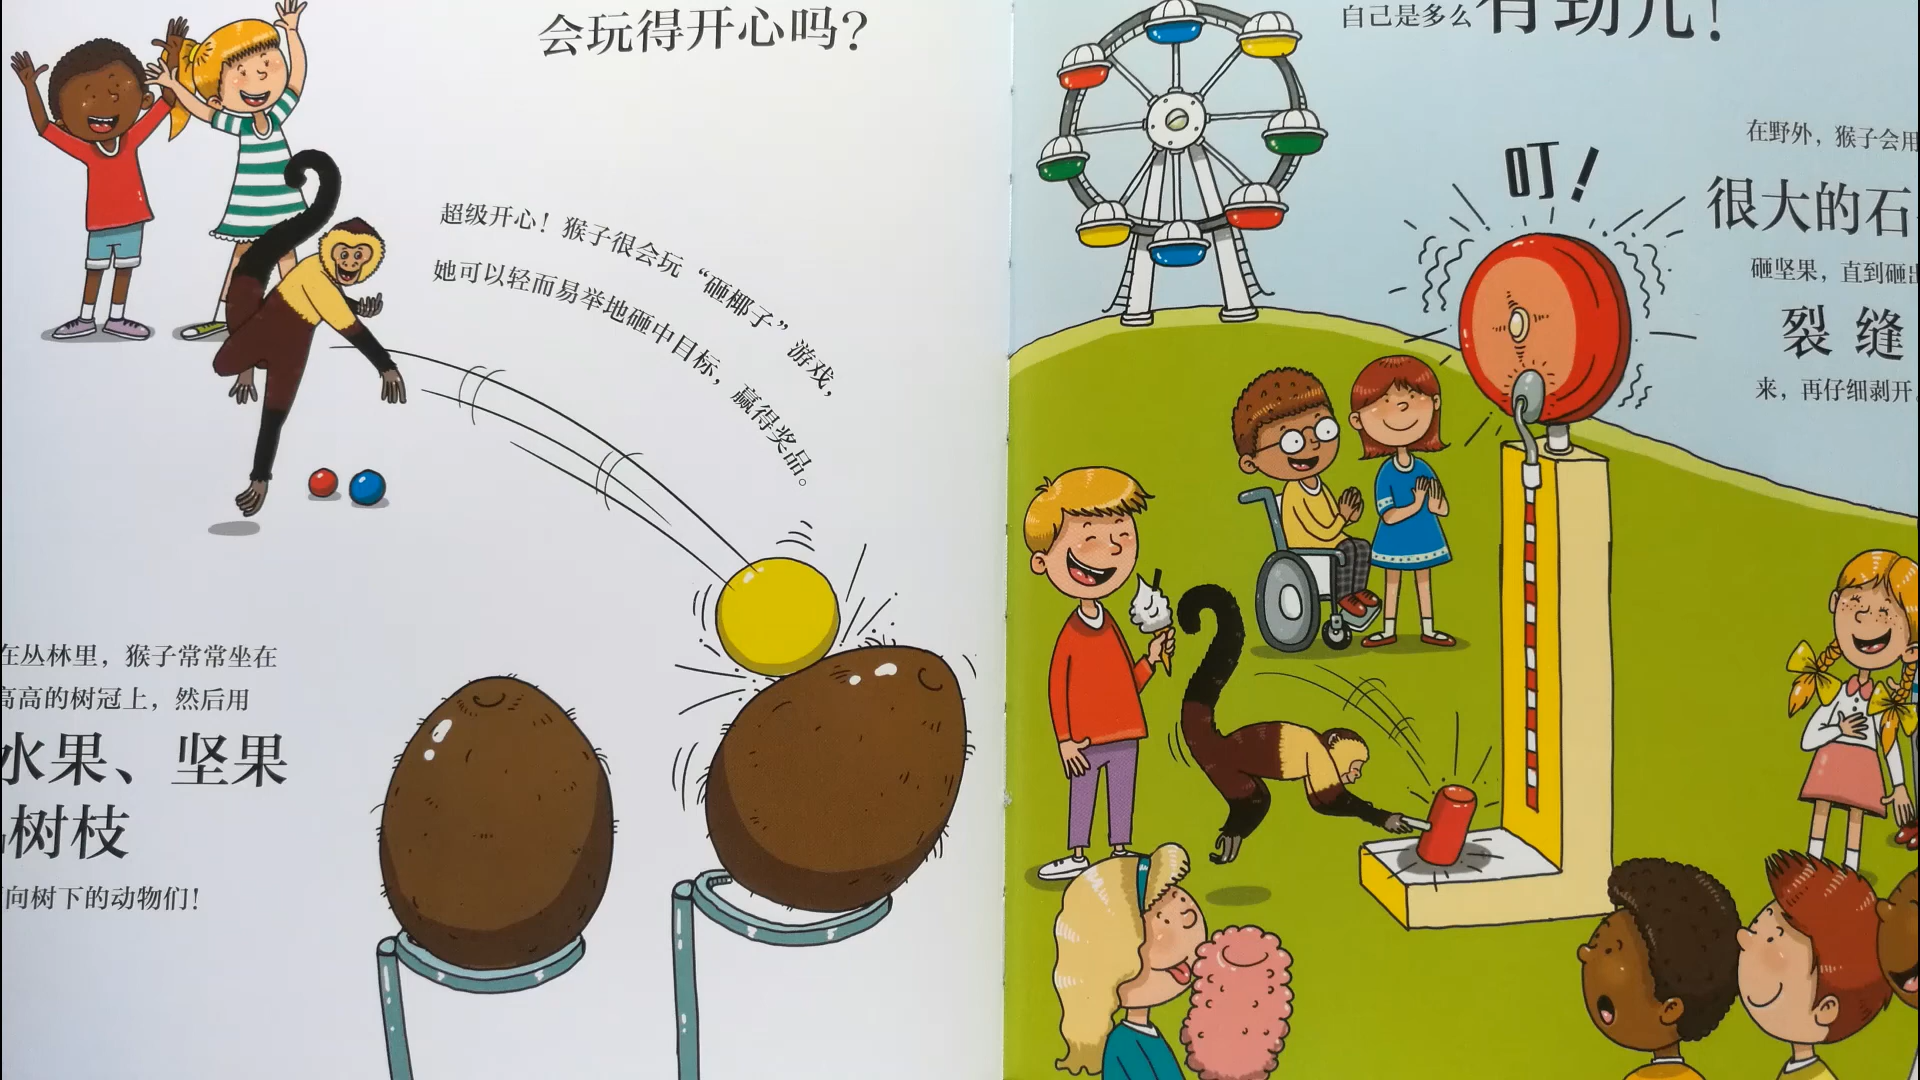 会玩得开心吗？
超级开心！猴子很会玩“砸椰子”游戏，
她可以轻而易举地砸中目标，赢得奖品。
在丛林里，猴子常常坐在
高高的树冠上，然后用
水果、坚果
树枝
向树下的动物们！
自己是多么有劲儿！
叮！
在野外，猴子会用
很大的石
砸坚果，直到砸出
裂缝
来，再仔细剥开